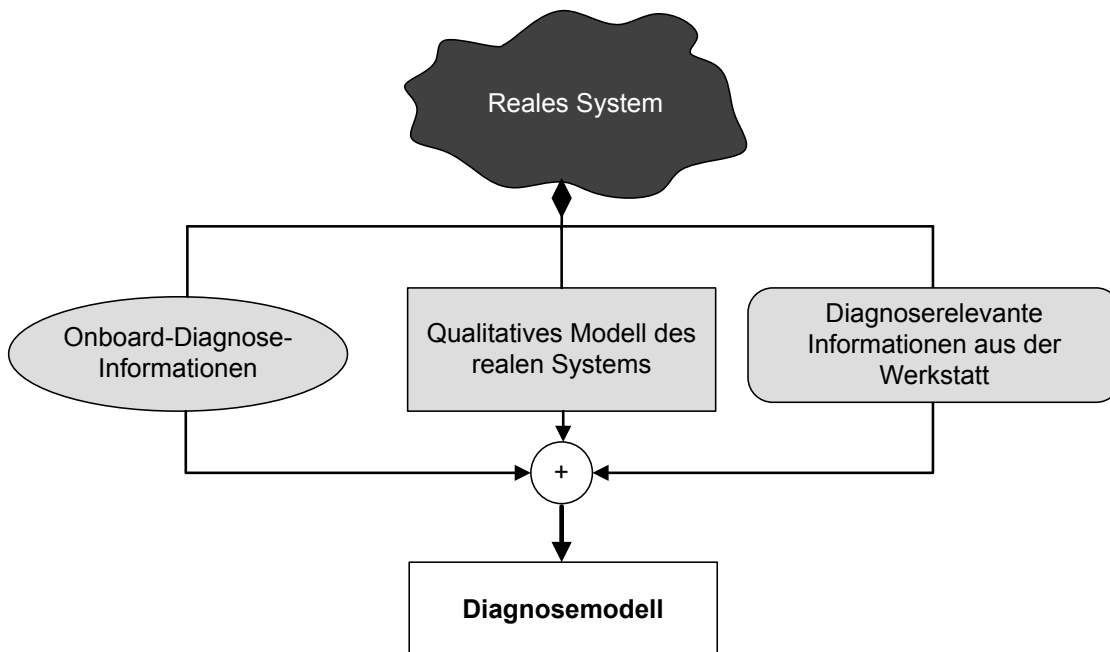 Reales System
Onboard-Diagnose-
Informationen
Qualitatives Modell des
realen Systems
Diagnoserelevante
Informationen aus der
Werkstatt
+
Diagnosemodell